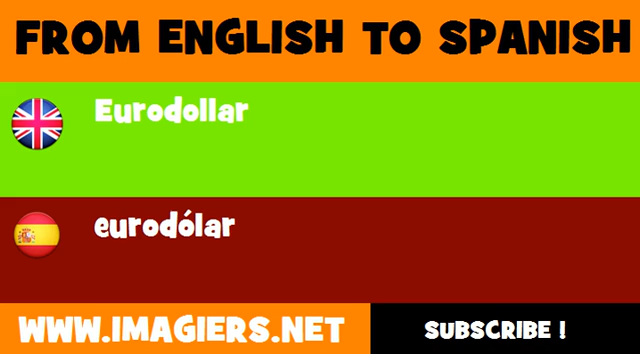 FROM ENGLISH TO SPANISH
Eurodollar
eurodólar
WWW.IMAGIERS.NET
SUBSCRIBE !